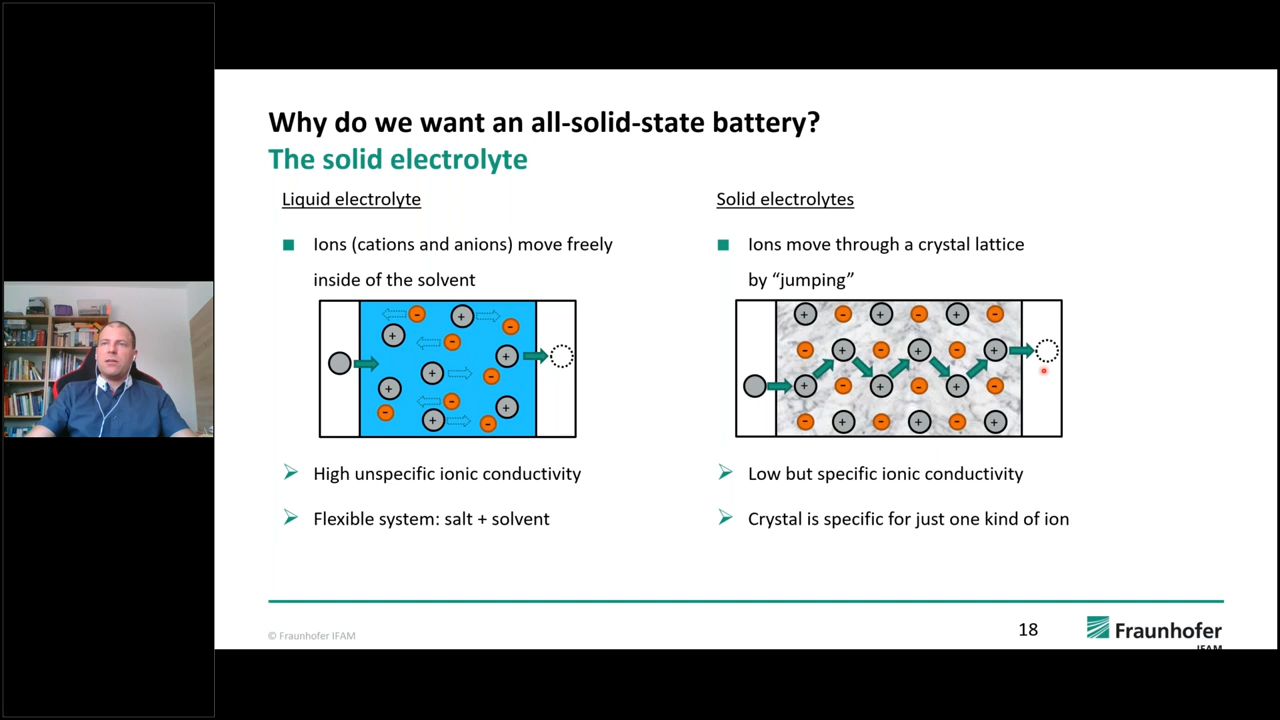 Why do we want an all-solid-state battery?
The solid electrolyte
Liquid electrolyte
Ions (cations and anions) move freely
inside of the solvent
High unspecific ionic conductivity
Flexible system: salt + solvent
Solid electrolytes
Ions move through a crystal lattice
by “jumping”
Low but specific ionic conductivity
Crystal is specific for just one kind of ion
© Fraunhofer IFAM
18
Fraunhofer
IFAM